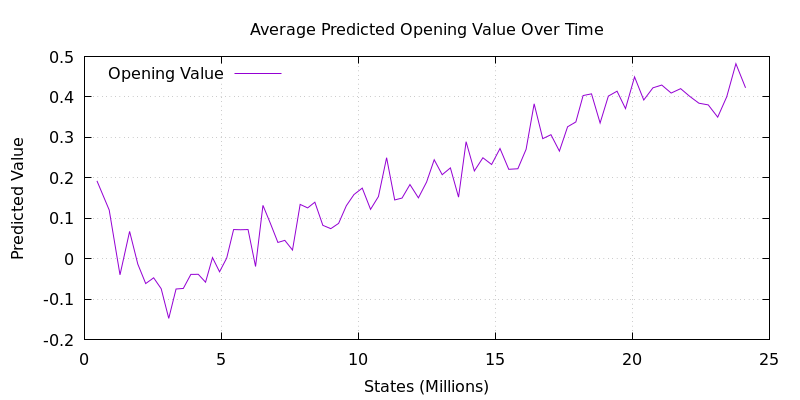 Average Predicted Opening Value Over Time
Opening Value
Predicted Value
0.5
0.4
0.3
0.2
0.1
0
-0.1
-0.2
0 5 10 15 20 25
States (Millions)